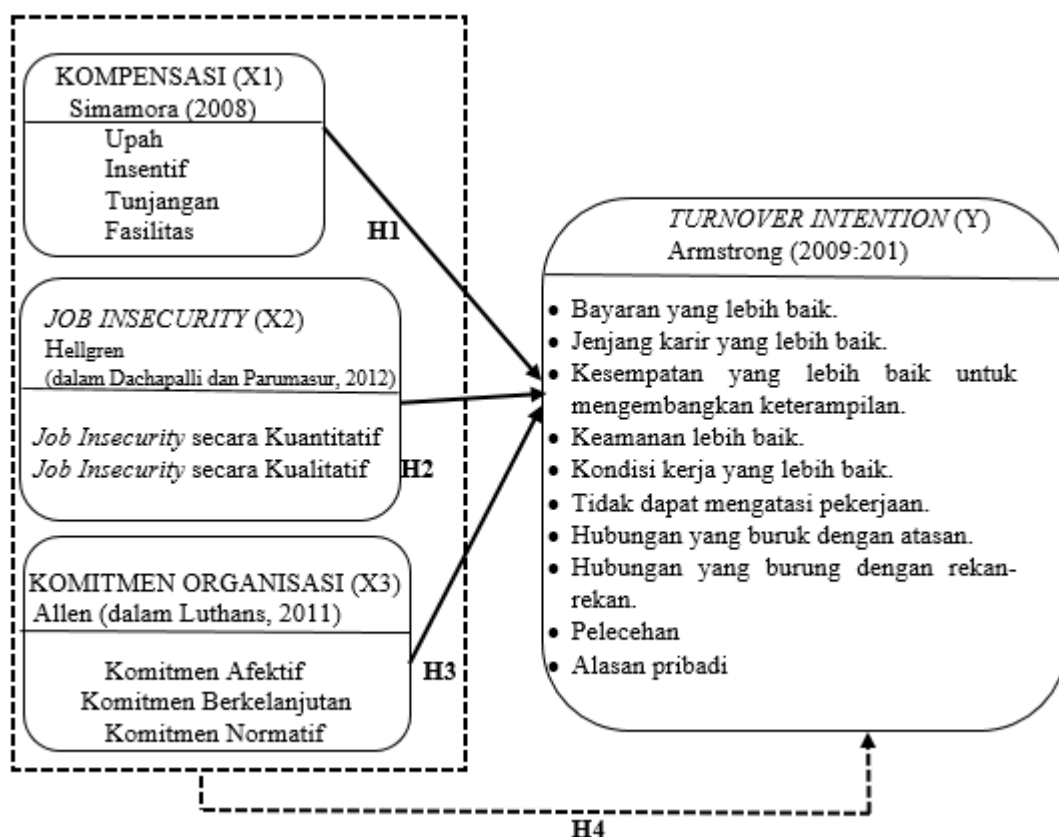 KOMPENSASI (X1)
Simamora (2008)
Upah
Insentif
Tunjangan
Fasilitas
H1
JOB INSECURITY (X2)
Hellgren
(dalam Dachapalli dan Parumasur, 2012)
Job Insecurity secara Kuantitatif
Job Insecurity secara Kualitatif
H2
KOMITMEN ORGANISASI (X3)
Allen (dalam Luthans, 2011)
Komitmen Afektif
Komitmen Berkelanjutan
Komitmen Normatif
H3
TURNOVER INTENTION (Y)
Armstrong (2009:201)
• Bayaran yang lebih baik.
• Jenjang karir yang lebih baik.
• Kesempatan yang lebih baik untuk
mengembangkan keterampilan.
• Keamanan lebih baik.
• Kondisi kerja yang lebih baik.
• Tidak dapat mengatasi pekerjaan.
• Hubungan yang buruk dengan atasan.
• Hubungan yang burung dengan rekan-
rekan.
• Pelecehan
• Alasan pribadi
H4